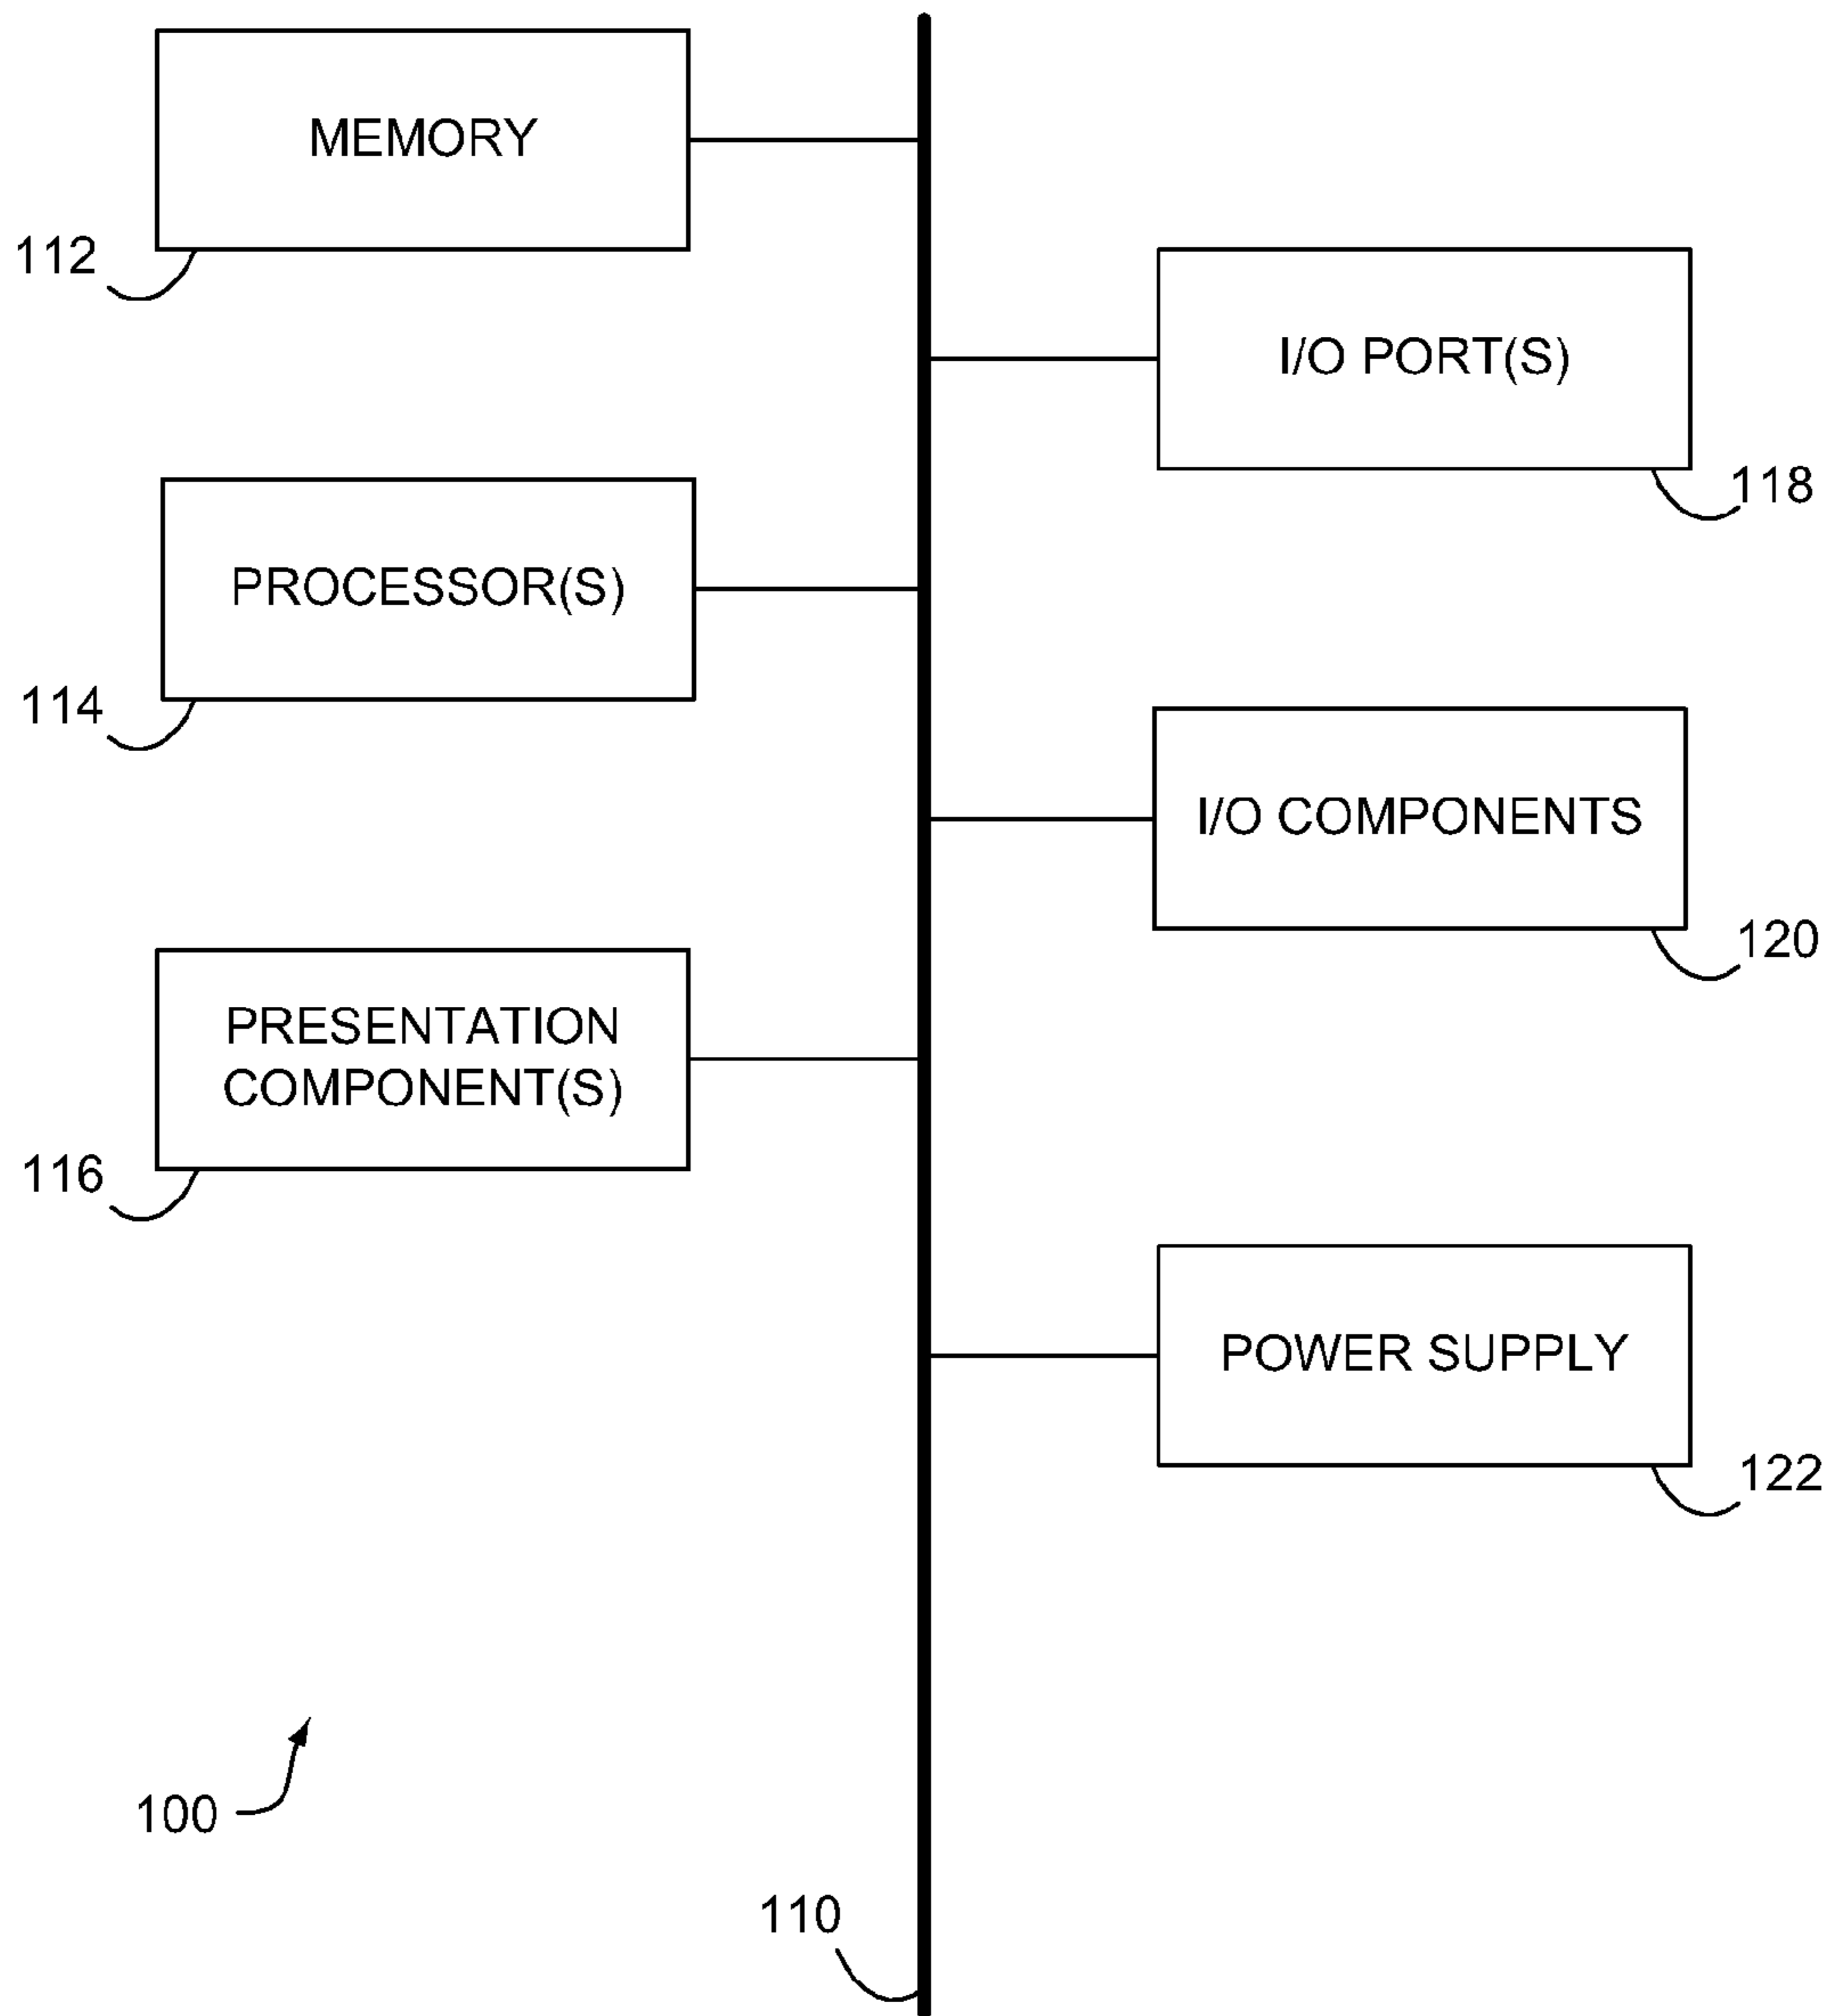 MEMORY
112
I/O PORT(S)
118
PROCESSOR(S)
114
I/O COMPONENTS
120
PRESENTATION
COMPONENT(S)
116
POWER SUPPLY
122
100
110